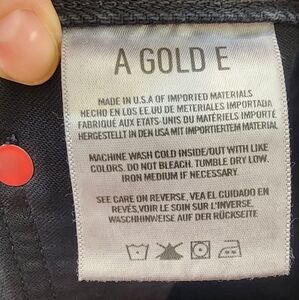 A GOLD E
MADE IN U.S.A OF IMPORTED MATERIALS
HECHO EN LOS EE.UU DE METERIALES IMPORTADA
FABRIQUÉ AUX ETATS-UNIS DU MATÉRIELS IMPORTÉ
HERGESTELLT IN DEN USA MIT IMPORTIERTEM MATERIAL
MACHINE WASH COLD INSIDE/OUT WITH LIKE
COLORS. DO NOT BLEACH. TUMBLE DRY LOW.
IRON MEDIUM IF NECESSARY.
SEE CARE ON REVERSE, VEA EL CUIDADO EN
REVÉS, VOIR LE SOIN SUR L'INVERSE,
WASCHHINWEISE AUF DER RÜCKSEITE